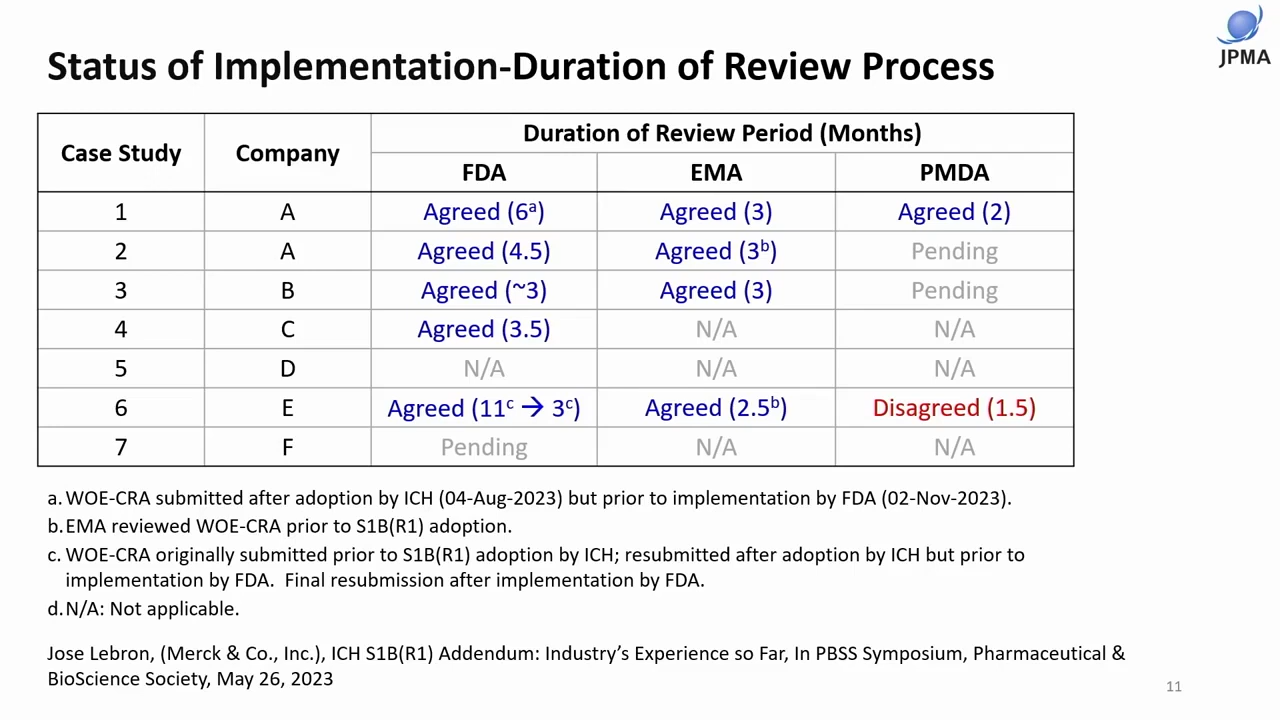 JPMA
Status of Implementation-Duration of Review Process
Case Study Company Duration of Review Period (Months)
FDA EMA PMDA
1 A Agreed (6ᵃ) Agreed (3) Agreed (2)
2 A Agreed (4.5) Agreed (3ᵇ) Pending
3 B Agreed (~3) Agreed (3) Pending
4 C Agreed (3.5) N/A N/A
5 D N/A N/A N/A
6 E Agreed (11ᶜ → 3ᶜ) Agreed (2.5ᵇ) Disagreed (1.5)
7 F Pending N/A N/A
a. WOE-CRA submitted after adoption by ICH (04-Aug-2023) but prior to implementation by FDA (02-Nov-2023).
b. EMA reviewed WOE-CRA prior to S1B(R1) adoption.
c. WOE-CRA originally submitted prior to S1B(R1) adoption by ICH; resubmitted after adoption by ICH but prior to
implementation by FDA. Final resubmission after implementation by FDA.
d. N/A: Not applicable.
Jose Lebron, (Merck & Co., Inc.), ICH S1B(R1) Addendum: Industry’s Experience so Far, In PBSS Symposium, Pharmaceutical &
BioScience Society, May 26, 2023
11